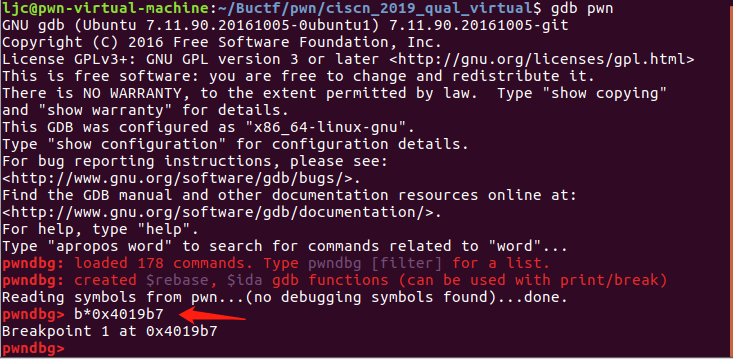 ljc@pwn-virtual-machine:~/Buctf/pwn/ciscn_2019_qual_virtual$ gdb pwn
GNU gdb (Ubuntu 7.11.90.20161005-0ubuntu1) 7.11.90.20161005-git
Copyright (C) 2016 Free Software Foundation, Inc.
License GPLv3+: GNU GPL version 3 or later <http://gnu.org/licenses/gpl.html>
This is free software: you are free to change and redistribute it.
There is NO WARRANTY, to the extent permitted by law.  Type "show copying"
and "show warranty" for details.
This GDB was configured as "x86_64-linux-gnu".
Type "show configuration" for configuration details.
For bug reporting instructions, please see:
<http://www.gnu.org/software/gdb/bugs/>.
Find the GDB manual and other documentation resources online at:
<http://www.gnu.org/software/gdb/documentation/>.
For help, type "help".
Type "apropos word" to search for commands related to "word"...
pwndbg: loaded 178 commands. Type pwndbg [filter] for a list.
pwndbg: created $rebase, $ida gdb functions (can be used with print/break)
Reading symbols from pwn...(no debugging symbols found)...done.
pwndbg> b*0x4019b7
Breakpoint 1 at 0x4019b7
pwndbg>